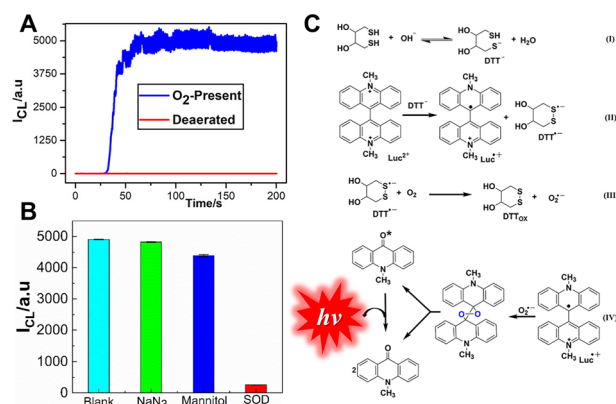 A
I_CL/a.u
5000
3750
2500
1250
0
O₂-Present
Deaerated
0 50 100 150 200
Time/s
B
I_CL/a.u
5000
4000
3000
2000
1000
0
Blank NaN₃ Mannitol SOD
C
HO SH
HO SH
+ OH⁻
HO SH
HO S⁻
+ H₂O (I)
DTT⁻
CH₃
N⁺
N⁺
CH₃
Luc²⁺
DTT⁻
CH₃
N
N⁺
CH₃
Luc•+
+
HO S•−
HO S
(II)
DTT•−
HO S•−
HO S
+ O₂
HO S
HO S
+ O₂•− (III)
DTT•−
DTTox
O*
N
CH₃
hν
O
2
N
CH₃
CH₃
N
O O
N
CH₃
O₂•−
CH₃
N
N⁺
CH₃
Luc•+
(IV)